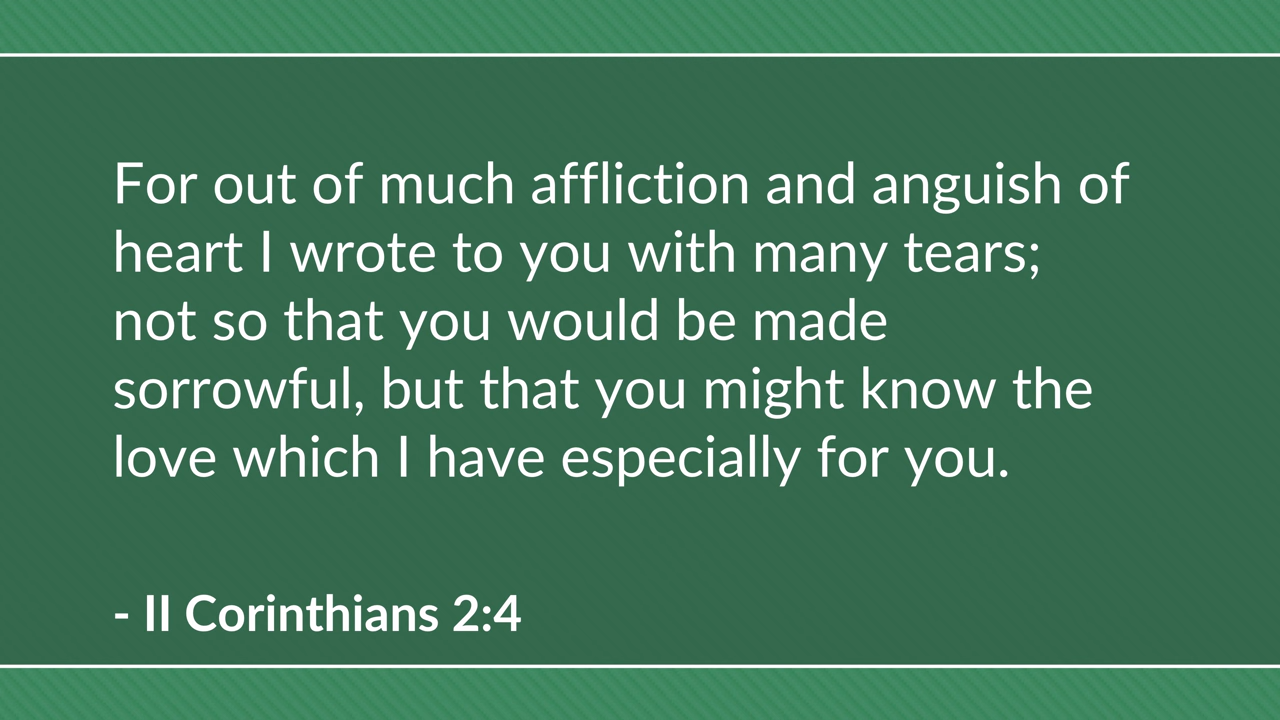 For out of much affliction and anguish of
heart I wrote to you with many tears;
not so that you would be made
sorrowful, but that you might know the
love which I have especially for you.
- II Corinthians 2:4